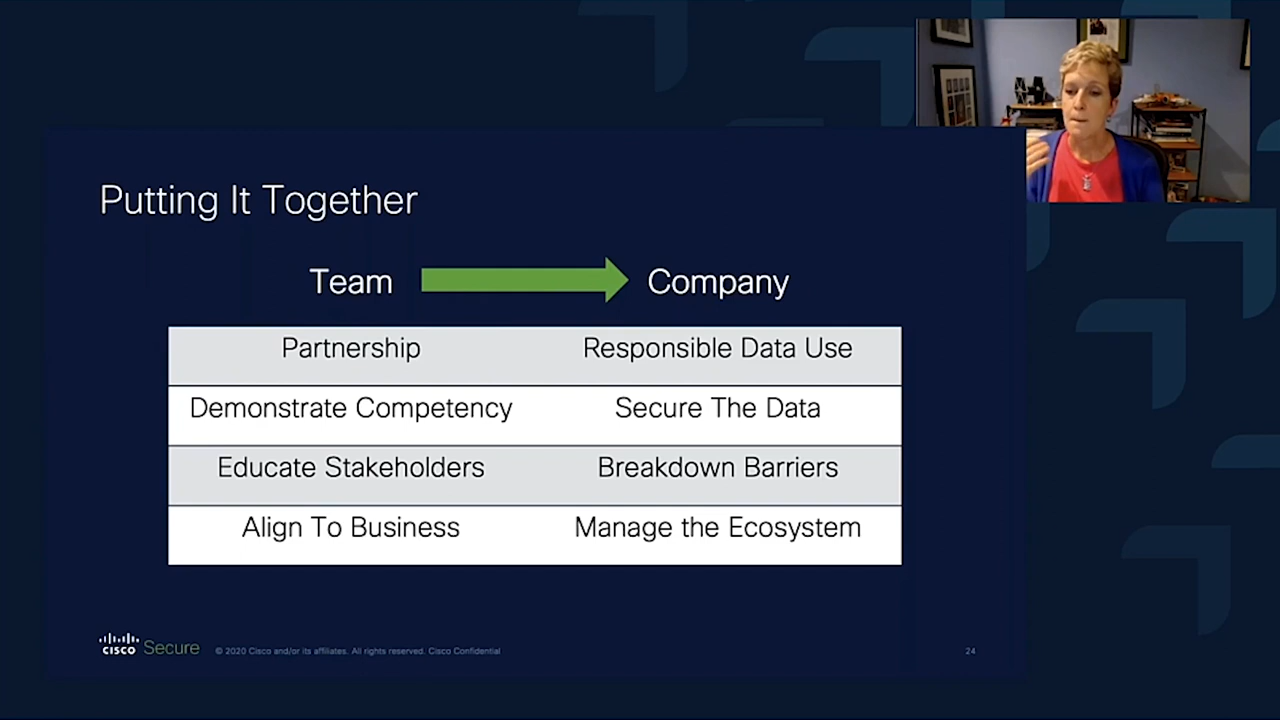 Putting It Together
Team Company
Partnership Responsible Data Use
Demonstrate Competency Secure The Data
Educate Stakeholders Breakdown Barriers
Align To Business Manage the Ecosystem
CISCO Secure © 2020 Cisco and/or its affiliates. All rights reserved. Cisco Confidential 24